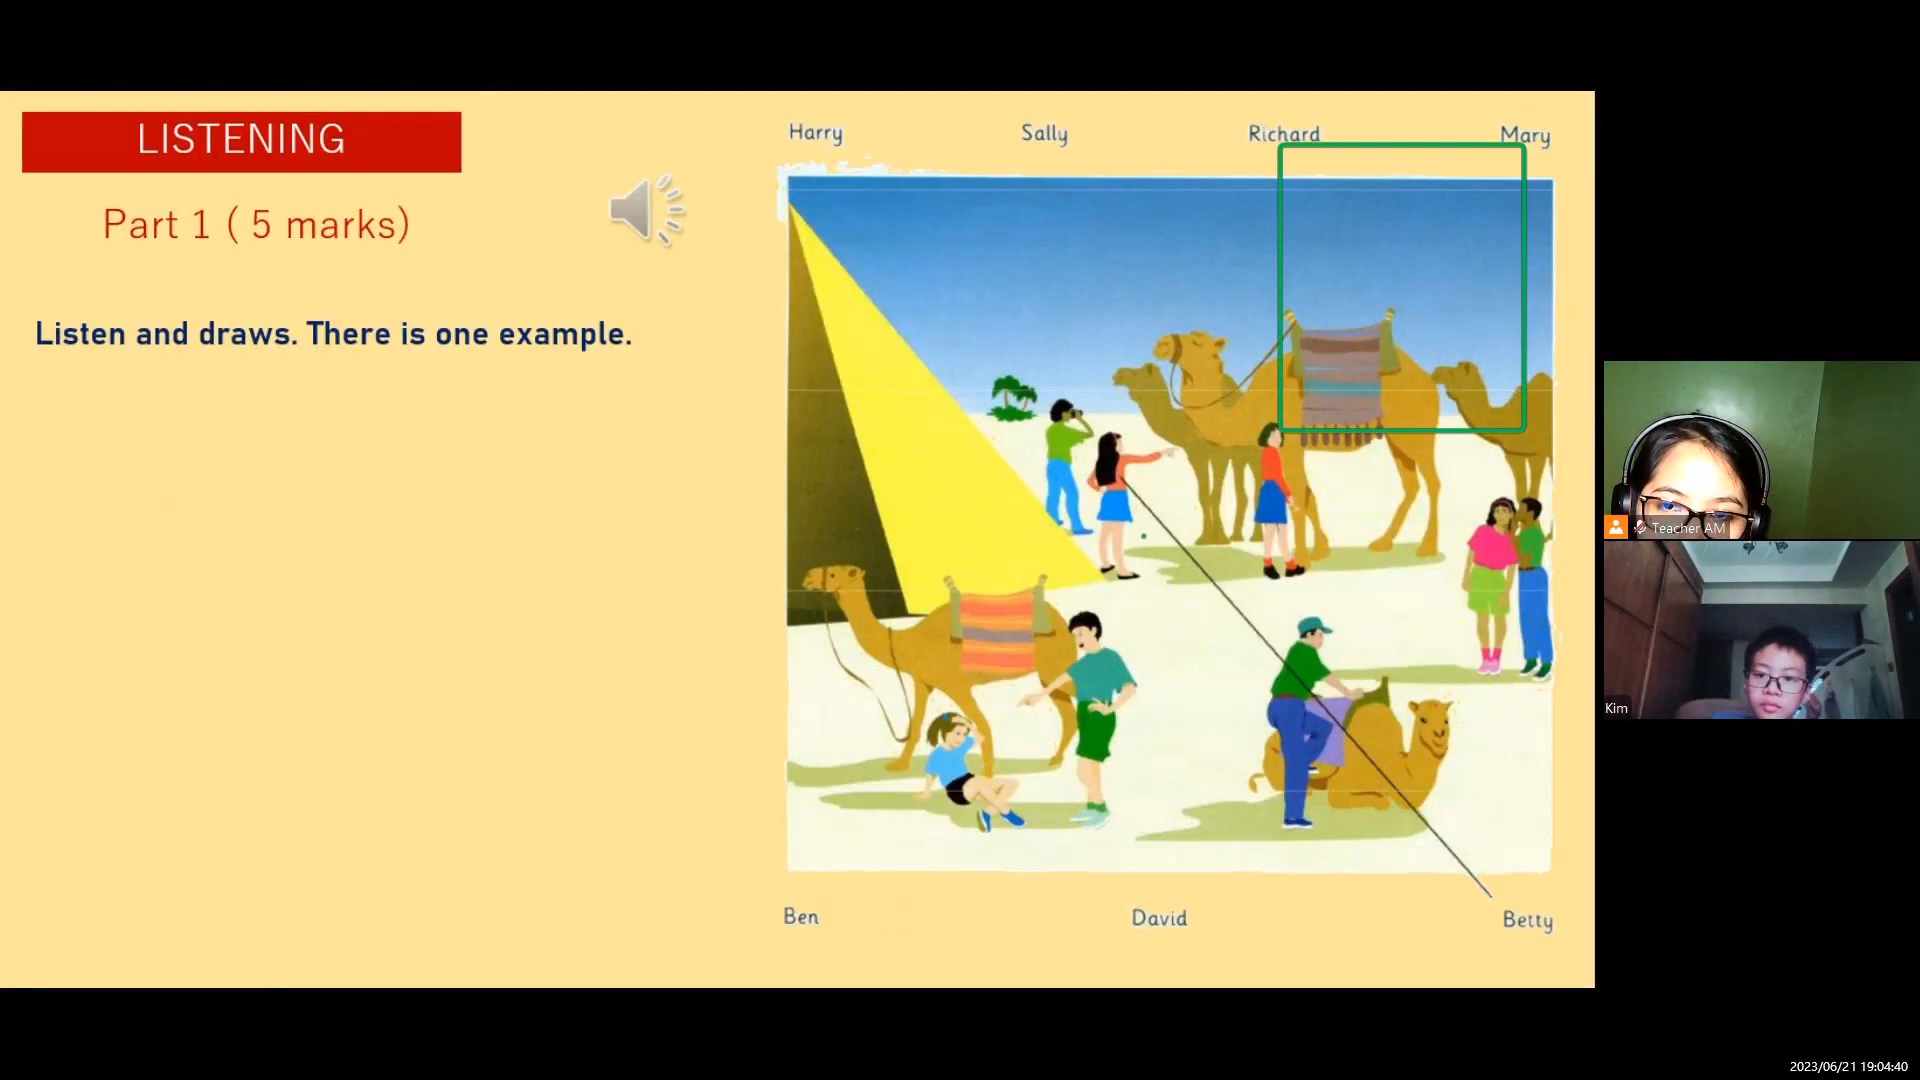 LISTENING
Part 1 ( 5 marks)
Listen and draws. There is one example.
Harry Sally Richard Mary
Ben David Betty
Teacher AM
Kim
2023/06/21 19:04:40